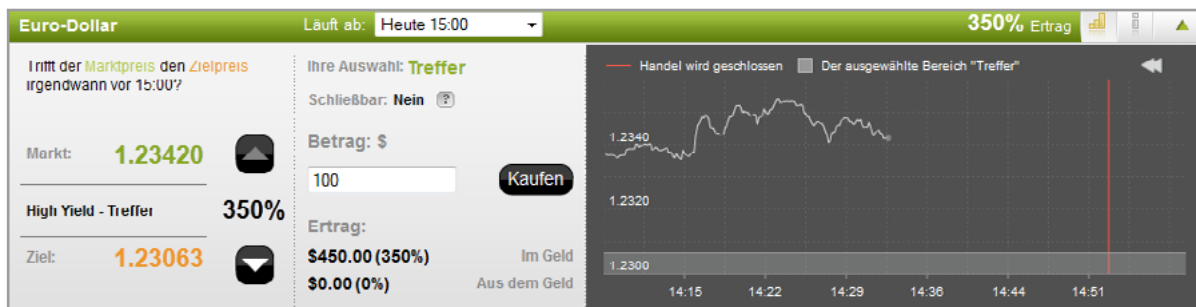 Euro-Dollar
Läuft ab: Heute 15:00
350% Ertrag
Trifft der Marktpreis den Zielpreis
irgendwann vor 15:00?
Markt: 1.23420
High Yield - Treffer 350%
Ziel: 1.23063
Ihre Auswahl: Treffer
Schließbar: Nein ?
Betrag: $
100
Kaufen
Ertrag:
$450.00 (350%) Im Geld
$0.00 (0%) Aus dem Geld
Handel wird geschlossen Der ausgewählte Bereich "Treffer"
1.2340
1.2320
1.2300
14:15 14:22 14:29 14:36 14:44 14:51